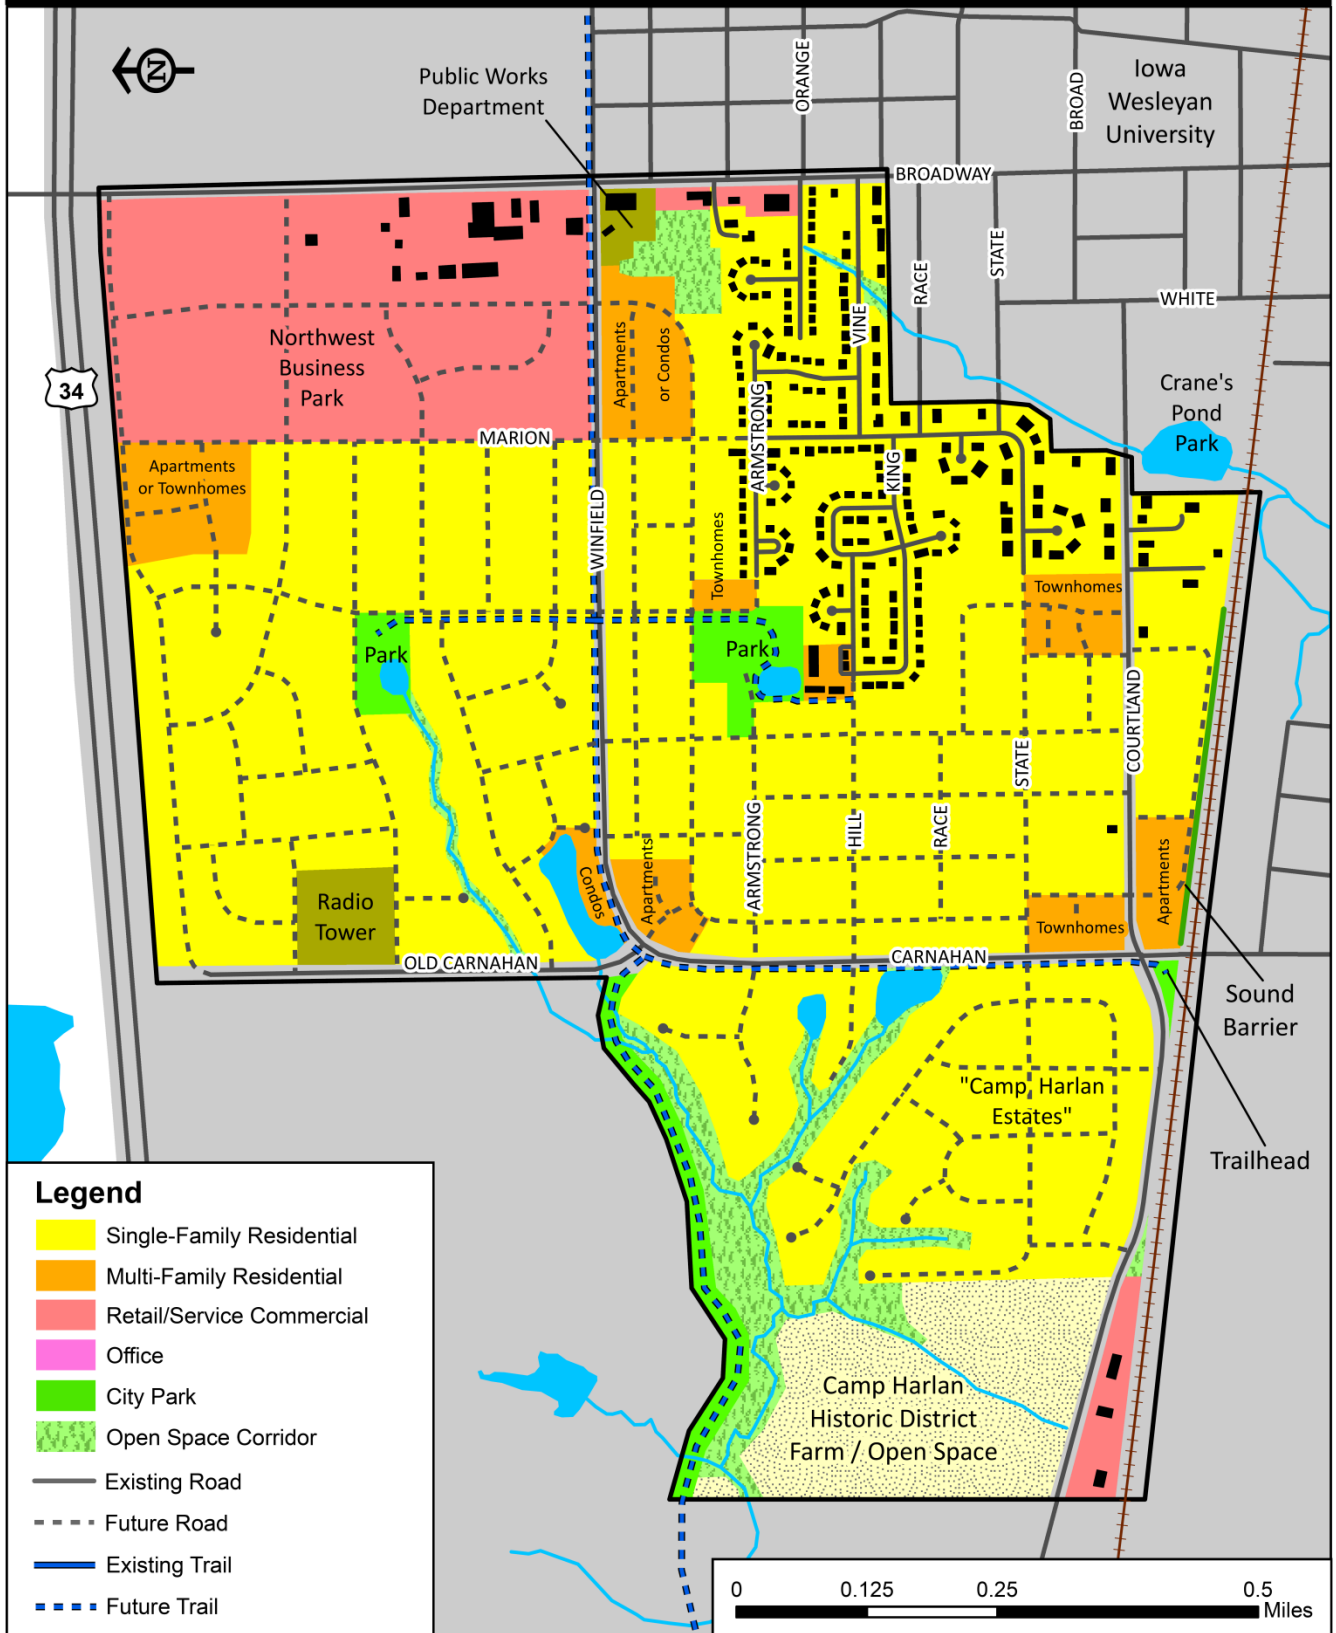 N
Public Works
Department
ORANGE
BROAD
Iowa
Wesleyan
University
BROADWAY
STATE
RACE
WHITE
VINE
34
Northwest
Business
Park
Apartments
or Condos
Crane's
Pond
Park
ARMSTRONG
MARION
KING
Apartments
or Townhomes
WINFIELD
Townhomes
Townhomes
Park
Park
COURTLAND
STATE
ARMSTRONG
HILL
RACE
Radio
Tower
Condos
Apartments
Apartments
Townhomes
OLD CARNAHAN
CARNAHAN
Sound
Barrier
"Camp Harlan
Estates"
Trailhead
Camp Harlan
Historic District
Farm / Open Space
Legend
Single-Family Residential
Multi-Family Residential
Retail/Service Commercial
Office
City Park
Open Space Corridor
Existing Road
Future Road
Existing Trail
Future Trail
0 0.125 0.25 0.5
Miles